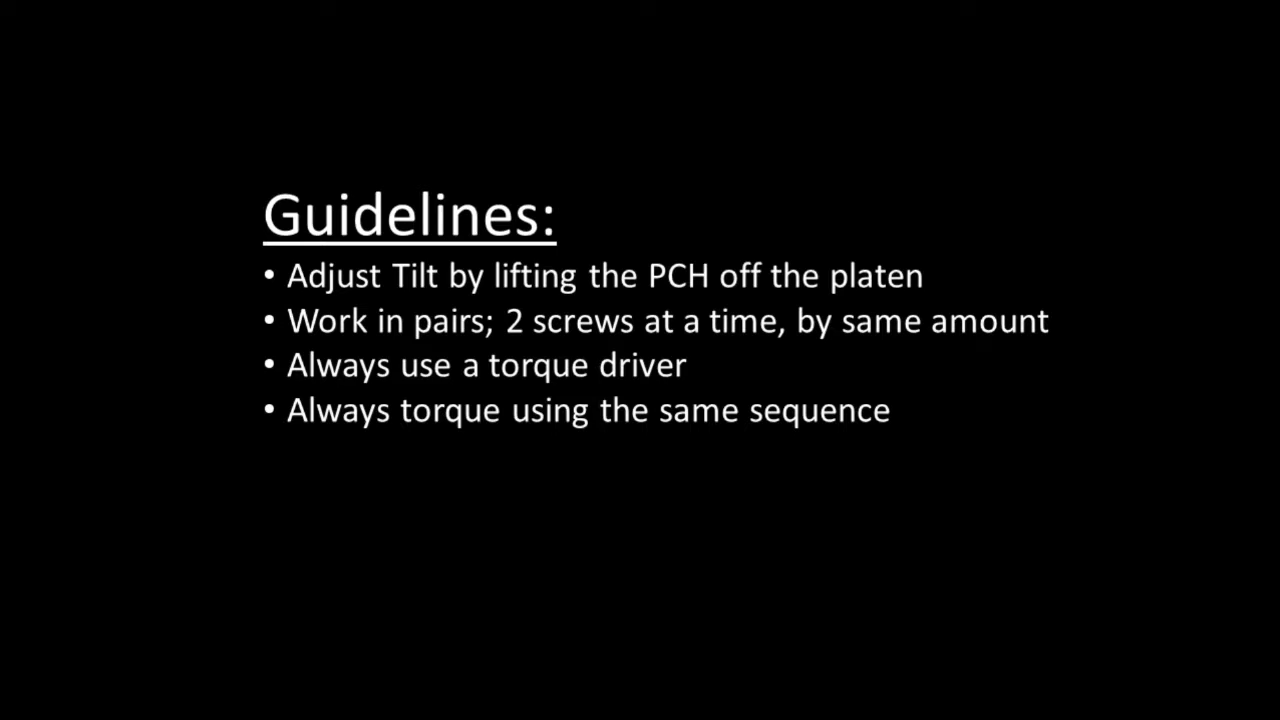 Guidelines:
• Adjust Tilt by lifting the PCH off the platen
• Work in pairs; 2 screws at a time, by same amount
• Always use a torque driver
• Always torque using the same sequence